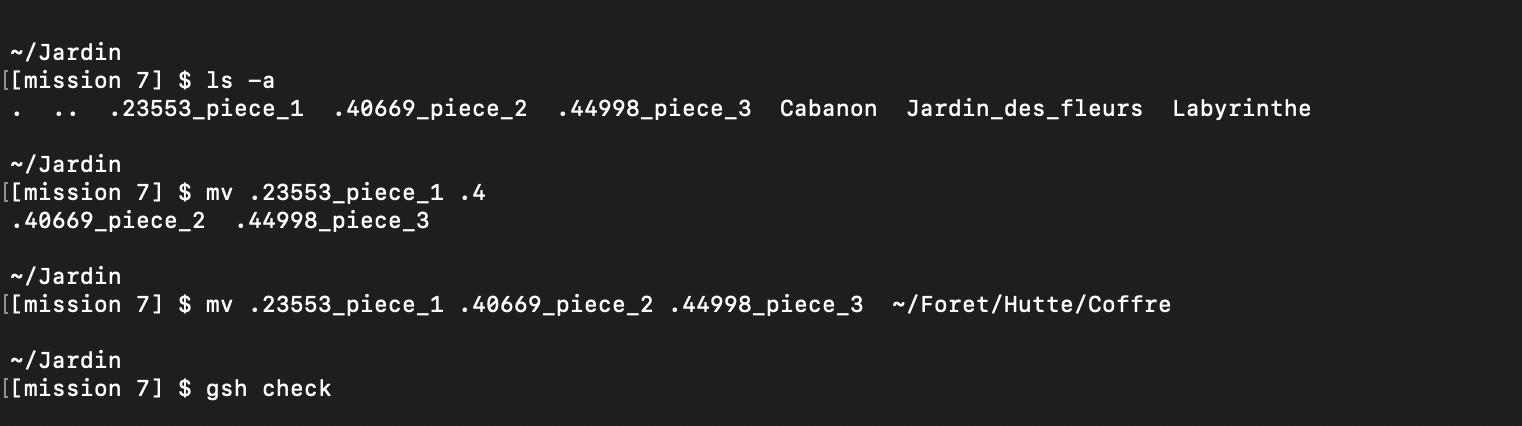 ~/Jardin
[[mission 7] $ ls -a
.  ..  .23553_piece_1  .40669_piece_2  .44998_piece_3  Cabanon  Jardin_des_fleurs  Labyrinthe
~/Jardin
[[mission 7] $ mv .23553_piece_1 .4
.40669_piece_2  .44998_piece_3
~/Jardin
[[mission 7] $ mv .23553_piece_1 .40669_piece_2 .44998_piece_3  ~/Foret/Hutte/Coffre
~/Jardin
[[mission 7] $ gsh check